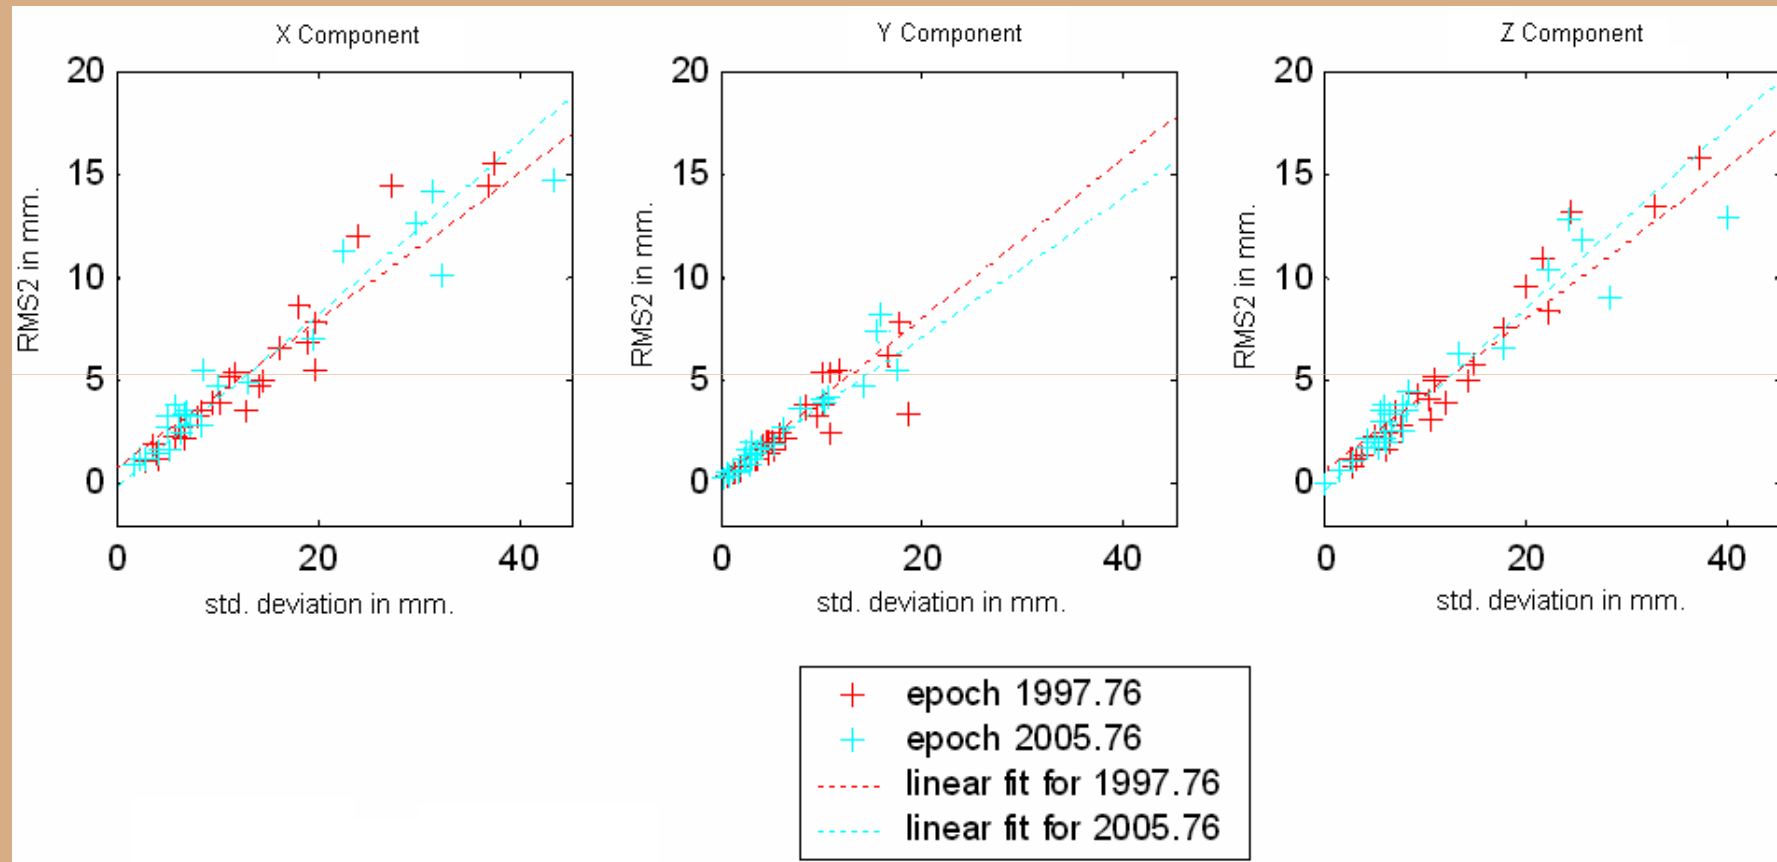 X Component
Y Component
Z Component
20
15
10
5
0
RMS2 in mm.
0 20 40
std. deviation in mm.
20
15
10
5
0
RMS2 in mm.
0 20 40
std. deviation in mm.
20
15
10
5
0
RMS2 in mm.
0 20 40
std. deviation in mm.
epoch 1997.76
epoch 2005.76
linear fit for 1997.76
linear fit for 2005.76